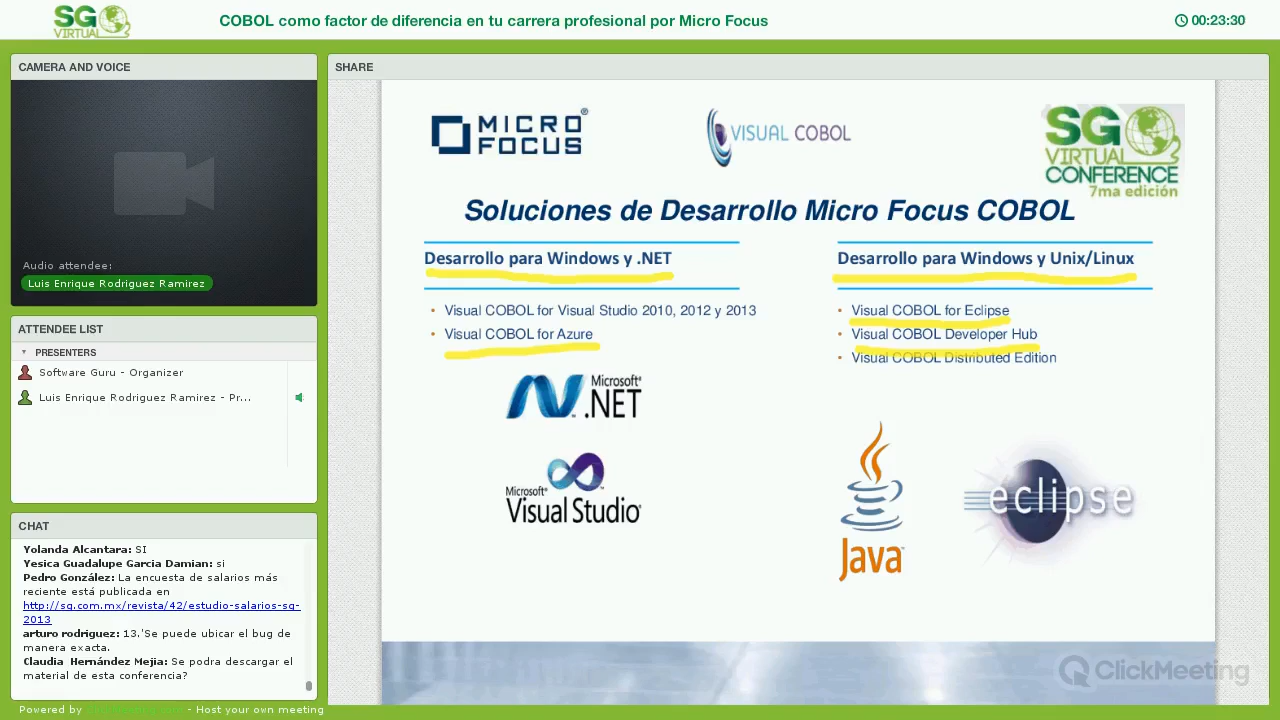 SG VIRTUAL
COBOL como factor de diferencia en tu carrera profesional por Micro Focus
00:23:30
CAMERA AND VOICE
Audio attendee:
Luis Enrique Rodriguez Ramirez
ATTENDEE LIST
PRESENTERS
Software Guru - Organizer
Luis Enrique Rodriguez Ramirez - Pr...
CHAT
Yolanda Alcantara: SI
Yesica Guadalupe Garcia Damian: si
Pedro González: La encuesta de salarios más
reciente está publicada en
http://sg.com.mx/revista/42/estudio-salarios-sg-
2013
arturo rodriguez: 13.'Se puede ubicar el bug de
manera exacta.
Claudia Hernández Mejia: Se podra descargar el
material de esta conferencia?
Powered by - Host your own meeting
SHARE
MICRO
FOCUS®
VISUAL COBOL
SG
VIRTUAL
CONFERENCE
7ma edición
Soluciones de Desarrollo Micro Focus COBOL
Desarrollo para Windows y .NET
• Visual COBOL for Visual Studio 2010, 2012 y 2013
• Visual COBOL for Azure
Microsoft®
.NET
Microsoft®
Visual Studio®
Desarrollo para Windows y Unix/Linux
• Visual COBOL for Eclipse
• Visual COBOL Developer Hub
• Visual COBOL Distributed Edition
Java™
eclipse
ClickMeeting